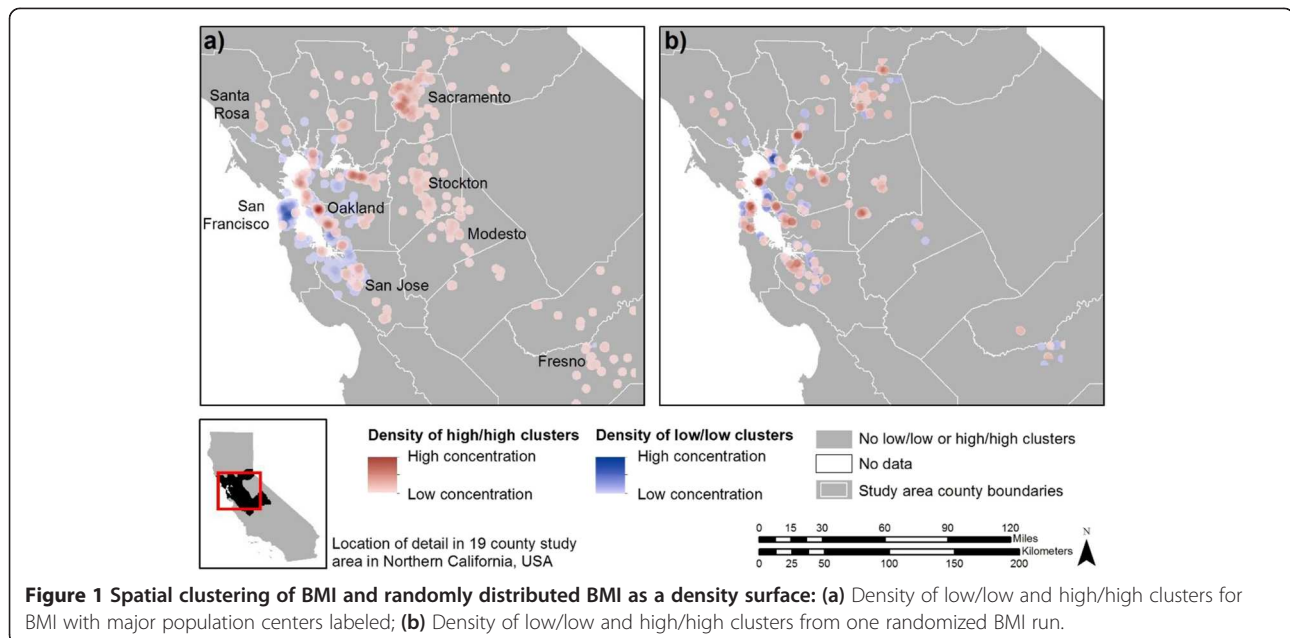 a)
Santa
Rosa
Sacramento
Stockton
San
Francisco
Oakland
Modesto
San Jose
Fresno
b)
Location of detail in 19 county study
area in Northern California, USA
Density of high/high clusters
High concentration
Low concentration
Density of low/low clusters
High concentration
Low concentration
No low/low or high/high clusters
No data
Study area county boundaries
0 15 30 60 90 120
Miles
Kilometers
0 25 50 100 150 200
N
Figure 1 Spatial clustering of BMI and randomly distributed BMI as a density surface: (a) Density of low/low and high/high clusters for
BMI with major population centers labeled; (b) Density of low/low and high/high clusters from one randomized BMI run.